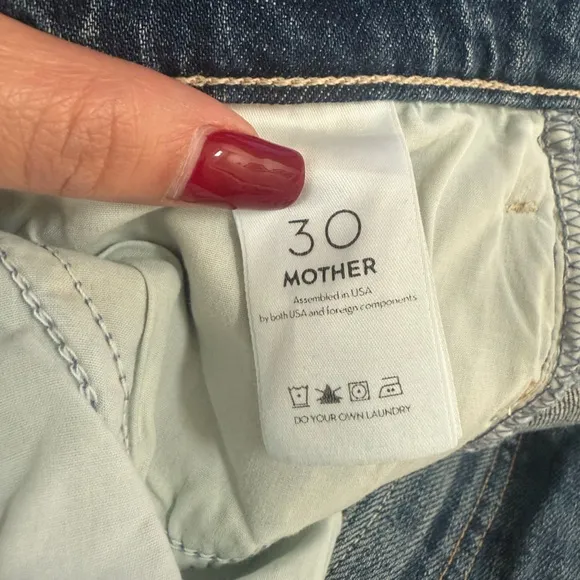 30
MOTHER
Assembled in USA
by both USA and foreign components
DO YOUR OWN LAUNDRY